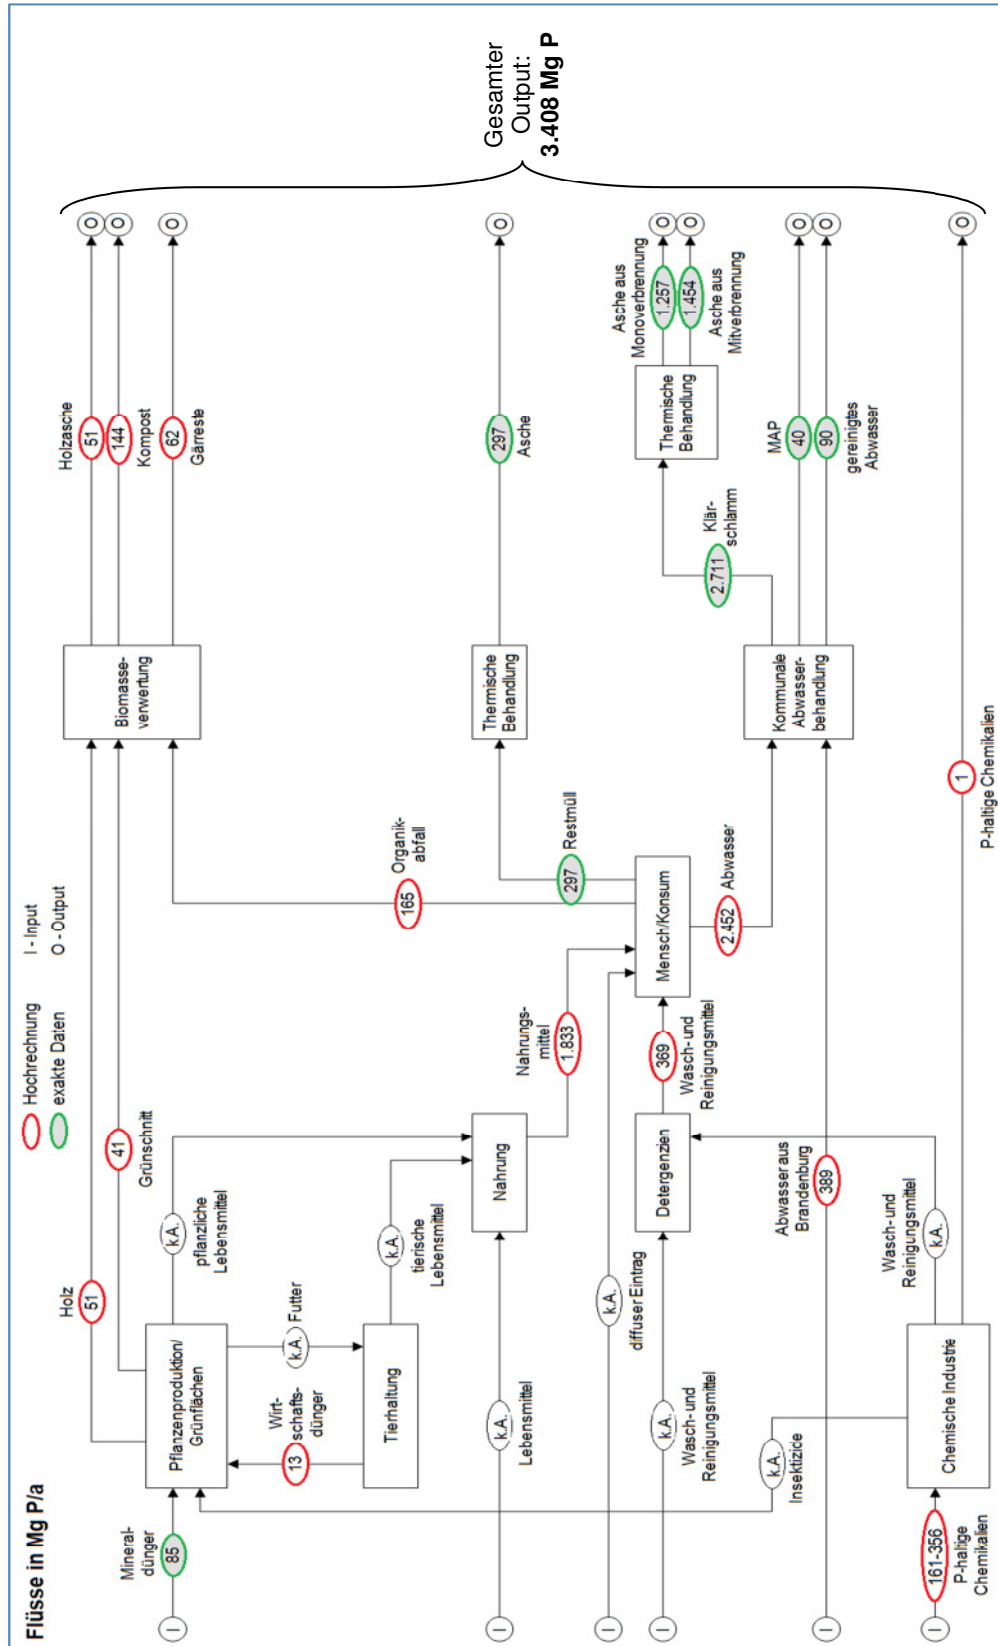 Flüsse in Mg P/a
Hochrechnung
exakte Daten
I - Input
O - Output
I
Mineral-
dünger
85
Pflanzenproduktion/
Grünflächen
Holz
51
41
Grünschnitt
Biomasse-
verwertung
Holzasche
51
144
Kompost
62
Gärreste
O
O
O
k.A.
pflanzliche
Lebensmittel
13
Wirt-
schafts-
dünger
k.A.
Futter
Tierhaltung
k.A.
tierische
Lebensmittel
I
k.A.
Lebensmittel
Nahrung
Nahrungs-
mittel
1.833
165
Organik-
abfall
297
Restmüll
Thermische
Behandlung
297
Asche
O
I
k.A.
diffuser Eintrag
I
k.A.
Wasch- und
Reinigungsmittel
Detergenzien
369
Wasch- und
Reinigungsmittel
Mensch/Konsum
2.452
Abwasser
Thermische
Behandlung
Asche aus
Monoverbrennung
1.257
1.454
Asche aus
Mitverbrennung
O
O
2.711
Klär-
schlamm
I
Abwasser aus
Brandenburg
389
Kommunale
Abwasser-
behandlung
MAP
40
90
gereinigtes
Abwasser
O
O
k.A.
Insektizide
Wasch- und
Reinigungsmittel
k.A.
I
161-356
P-haltige
Chemikalien
Chemische Industrie
1
P-haltige Chemikalien
O
Gesamter
Output:
3.408 Mg P